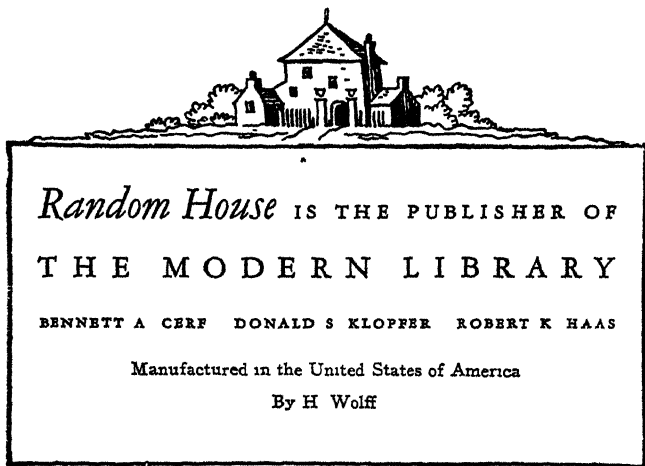 Random House IS THE PUBLISHER OF
THE MODERN LIBRARY
BENNETT A CERF DONALD S KLOPFER ROBERT K HAAS
Manufactured in the United States of America
By H Wolff